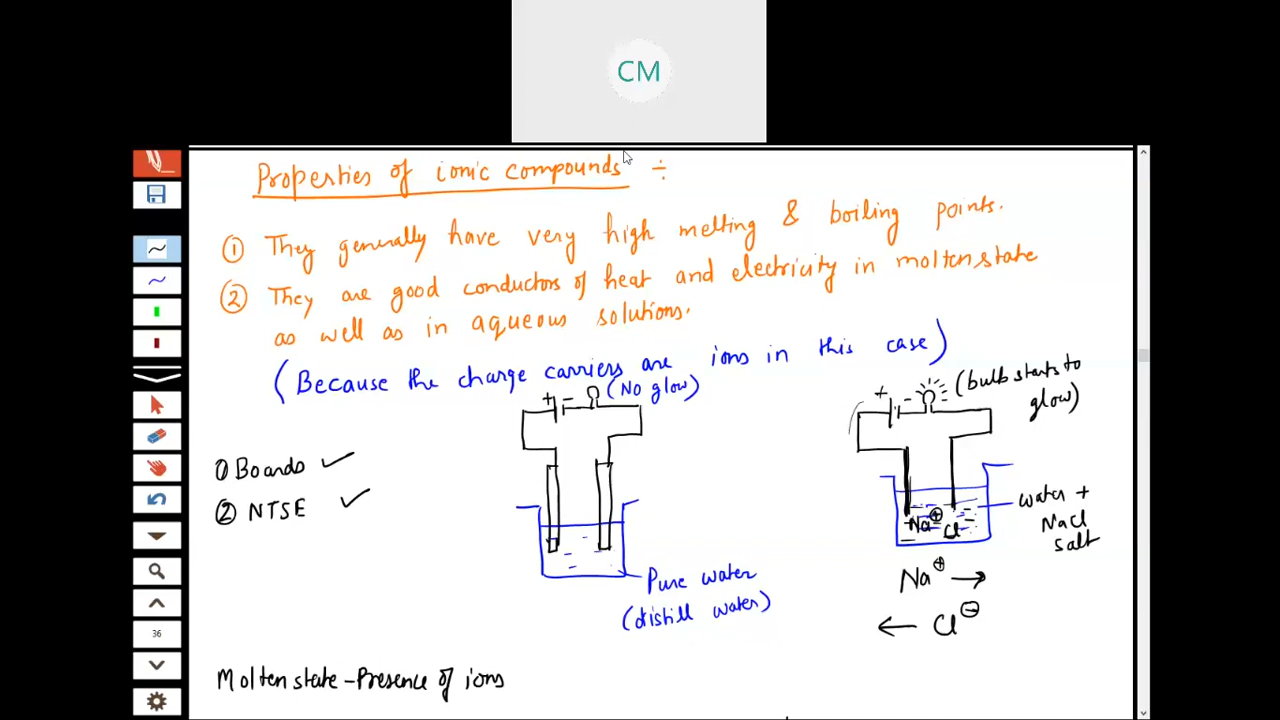 CM
Properties of ionic compounds ÷
① They generally have very high melting & boiling points.
② They are good conductors of heat and electricity in molten state
as well as in aqueous solutions.
(Because the charge carriers are ions in this case)
+ - (No glow)
+ - (bulb starts to
glow)
① Boards ✓
② NTSE ✓
water +
NaCl
salt
Na⊕ Cl-
Na⊕ →
← Cl⊖
Pure water
(distill water)
Molten state - Presence of ions
36